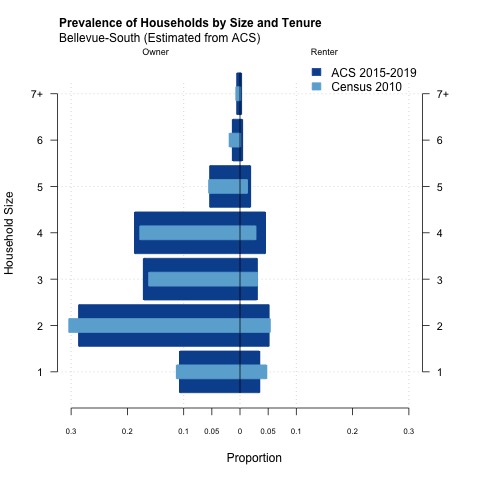 Prevalence of Households by Size and Tenure
Bellevue-South (Estimated from ACS)
Owner Renter
ACS 2015-2019
Census 2010
7+ 7+
6 6
5 5
4 4
3 3
2 2
1 1
Household Size
0.3 0.2 0.1 0.05 0 0.05 0.1 0.2 0.3
Proportion